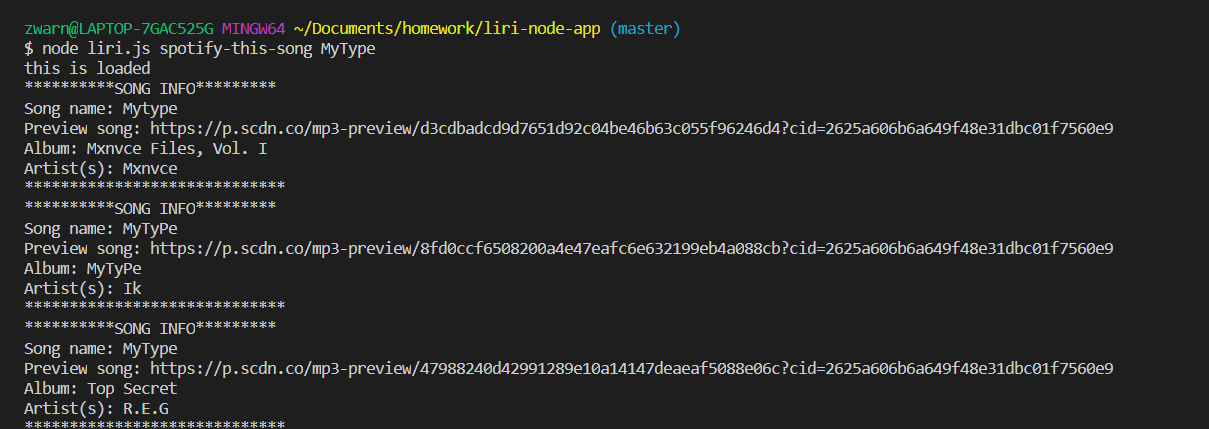 zwarn@LAPTOP-7GAC525G MINGW64 ~/Documents/homework/liri-node-app (master)
$ node liri.js spotify-this-song MyType
this is loaded
**********SONG INFO*********
Song name: Mytype
Preview song: https://p.scdn.co/mp3-preview/d3cdbadcd9d7651d92c04be46b63c055f96246d4?cid=2625a606b6a649f48e31dbc01f7560e9
Album: Mxnvce Files, Vol. I
Artist(s): Mxnvce
*****************************
**********SONG INFO*********
Song name: MyTyPe
Preview song: https://p.scdn.co/mp3-preview/8fd0ccf6508200a4e47eafc6e632199eb4a088cb?cid=2625a606b6a649f48e31dbc01f7560e9
Album: MyTyPe
Artist(s): Ik
*****************************
**********SONG INFO*********
Song name: MyType
Preview song: https://p.scdn.co/mp3-preview/47988240d42991289e10a14147deaeaf5088e06c?cid=2625a606b6a649f48e31dbc01f7560e9
Album: Top Secret
Artist(s): R.E.G
*****************************